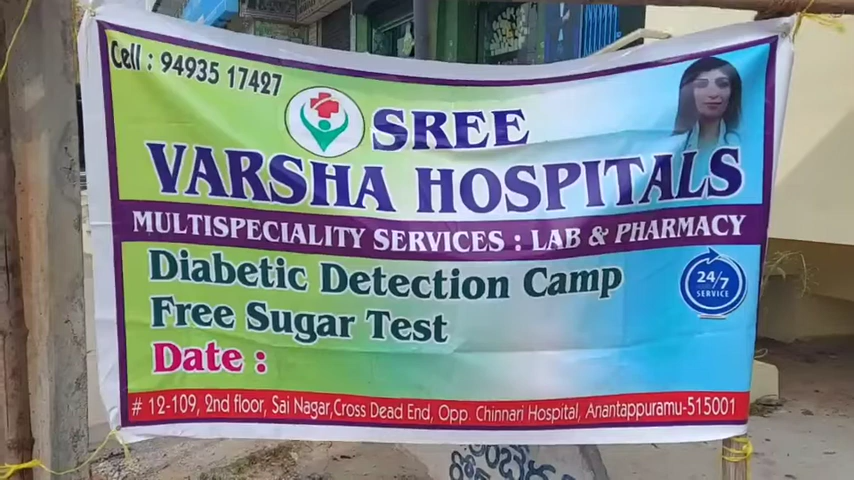 Cell : 94935 17427
SREE
VARSHA HOSPITALS
MULTISPECIALITY SERVICES : LAB & PHARMACY
Diabetic Detection Camp
24/7
SERVICE
Free Sugar Test
Date :
# 12-109, 2nd floor, Sai Nagar,Cross Dead End, Opp. Chinnari Hospital, Anantappuramu-515001